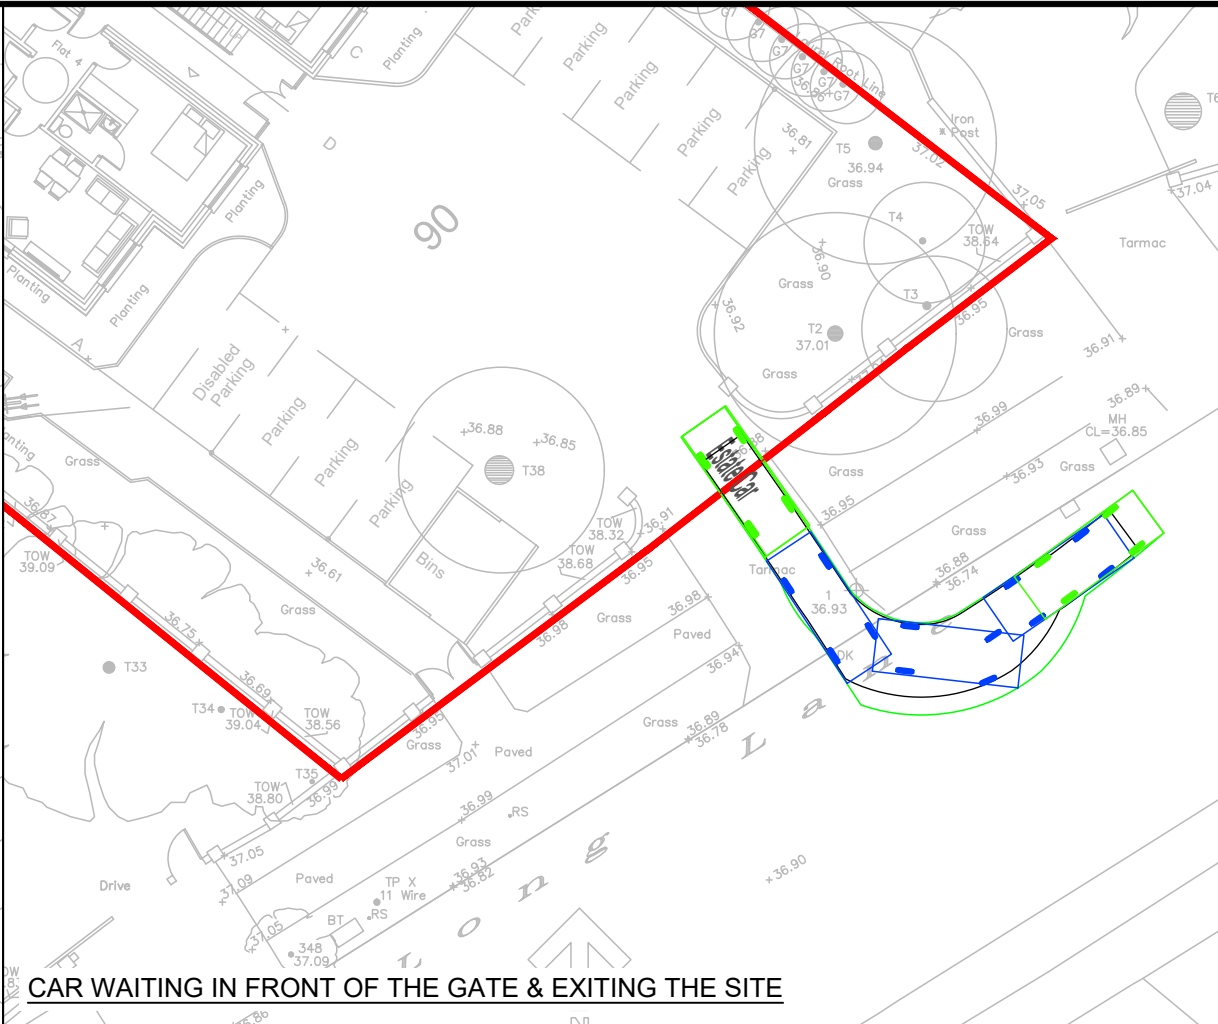 Flat 4
C
Planting
Parking
G1
G1
G7
G7
G7
G7
Root Line
T5
36.94
Grass
36.81
Iron
Post
37.02
37.05
T6
37.04
Tarmac
D
Parking
Parking
Parking
Parking
Planting
Planting
Planting
90
T4
TOW
38.64
T3
36.95
36.90
Grass
36.92
T2
37.01
Grass
Grass
36.91
36.89
MH
CL=36.85
A
Disabled
Parking
Parking
Parking
Parking
36.88
36.85
T38
Bins
Estate Car
36.99
36.93
Grass
Grass
36.95
Grass
36.88
36.74
Grass
36.87
TOW
39.09
TOW
38.32
TOW
38.68
36.91
36.95
36.61
Grass
Tarmac
1
36.93
DK
36.98
Grass
36.98
Paved
36.94
36.75
T33
36.69
T34
TOW
39.04
TOW
38.56
36.95
Grass
Grass
36.89
36.78
L a n e
T35
TOW
38.80
36.99
37.01
Paved
36.99
RS
Grass
37.05
36.93
36.82
37.09
Paved
Drive
TP X
11 Wire
RS
BT
37.05
348
37.09
36.90
L o n g
36.86
N
CAR WAITING IN FRONT OF THE GATE & EXITING THE SITE